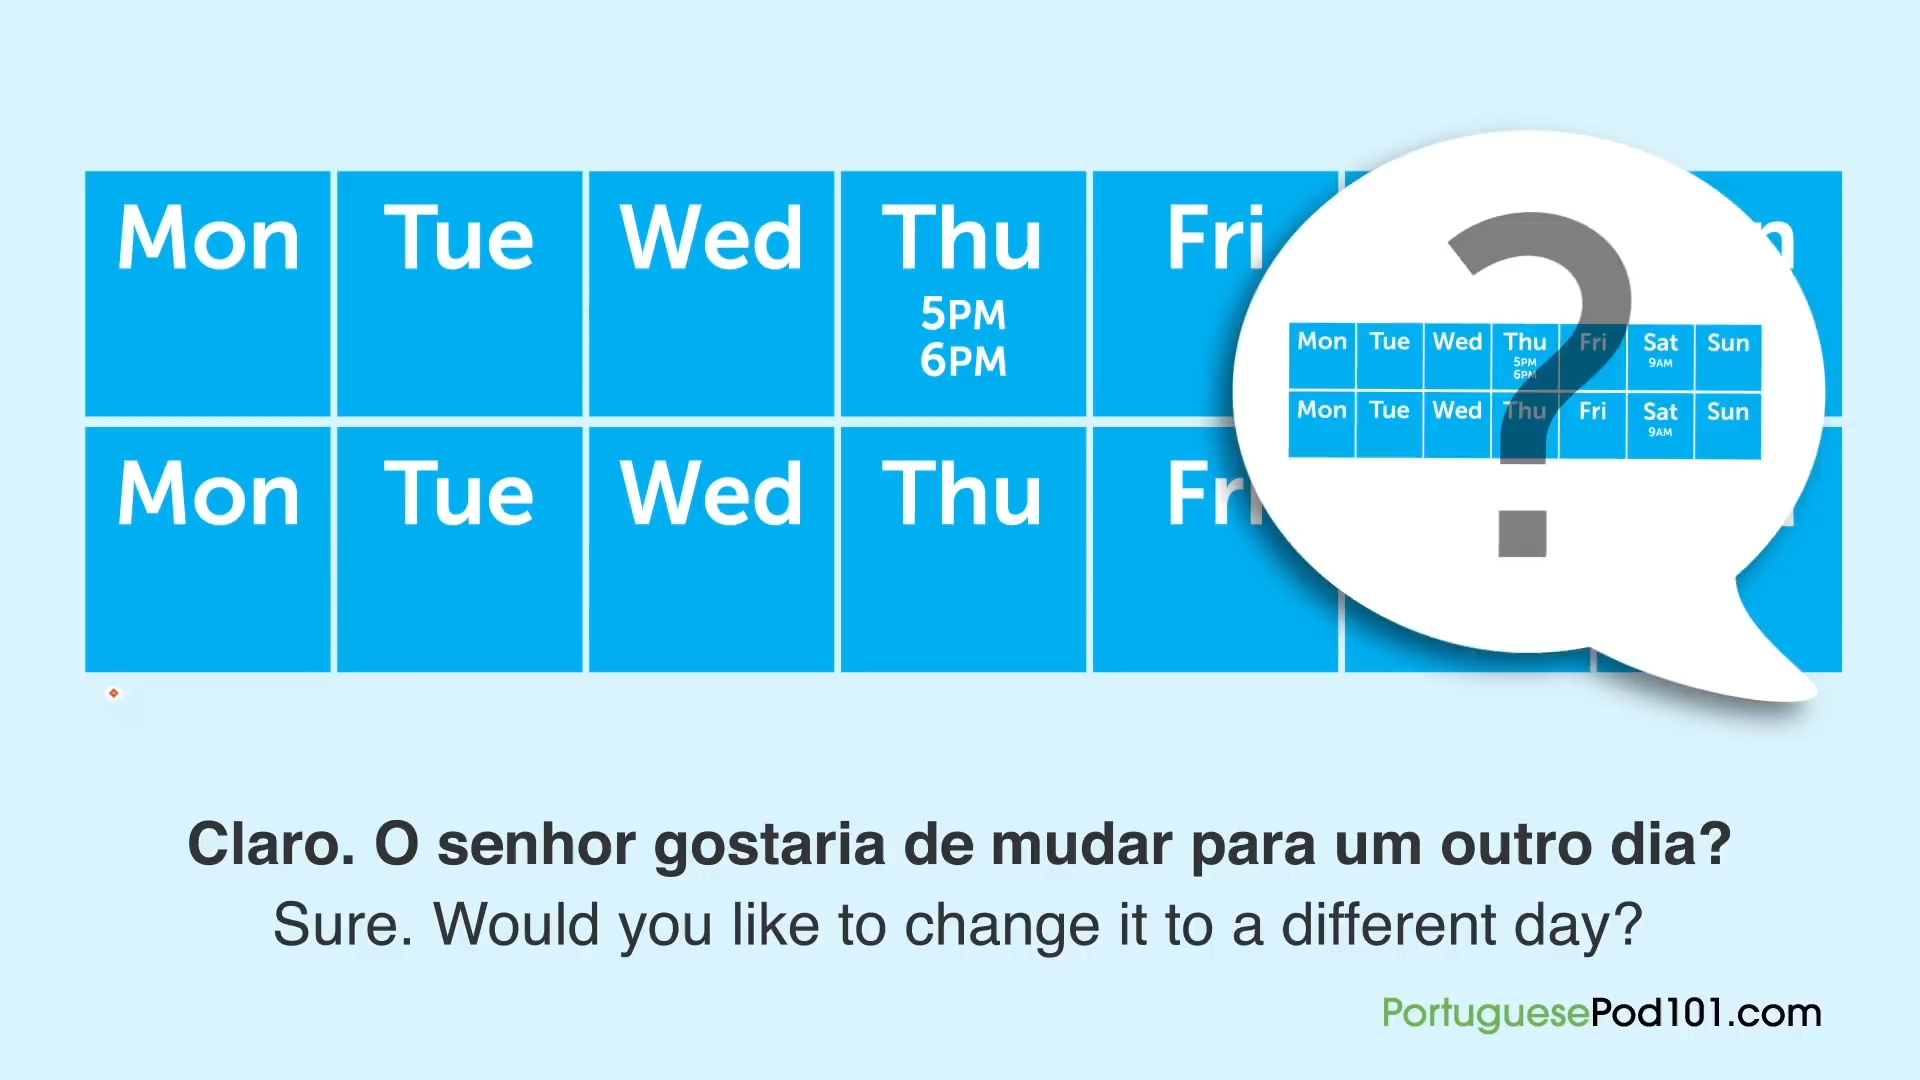 Mon Tue Wed Thu Fri
5PM
6PM
Mon Tue Wed Thu
Mon Tue Wed Thu Fri Sat Sun
5PM 9AM
6PM
Mon Tue Wed Thu Fri Sat Sun
9AM
Claro. O senhor gostaria de mudar para um outro dia?
Sure. Would you like to change it to a different day?
PortuguesePod101.com